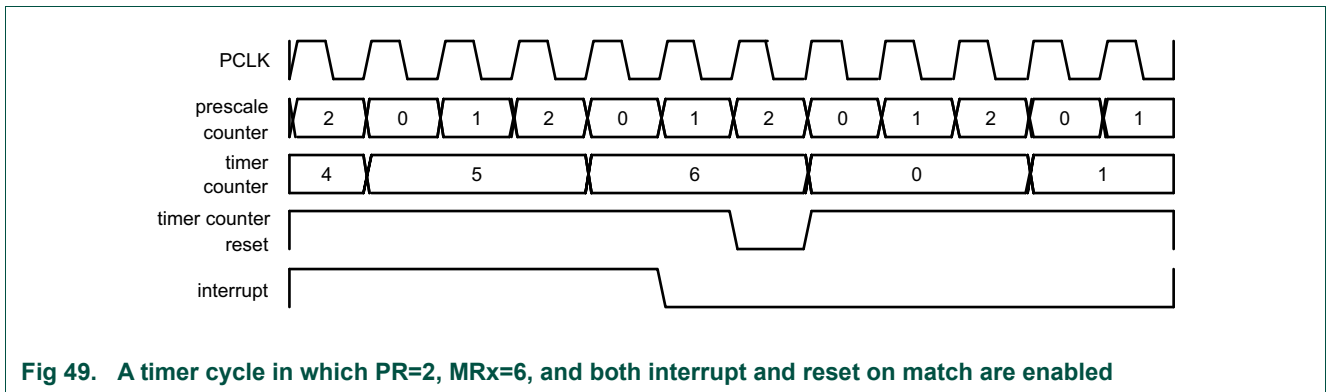 PCLK
prescale
counter
2 0 1 2 0 1 2 0 1 2 0 1
timer
counter
4 5 6 0 1
timer counter
reset
interrupt
Fig 49. A timer cycle in which PR=2, MRx=6, and both interrupt and reset on match are enabled